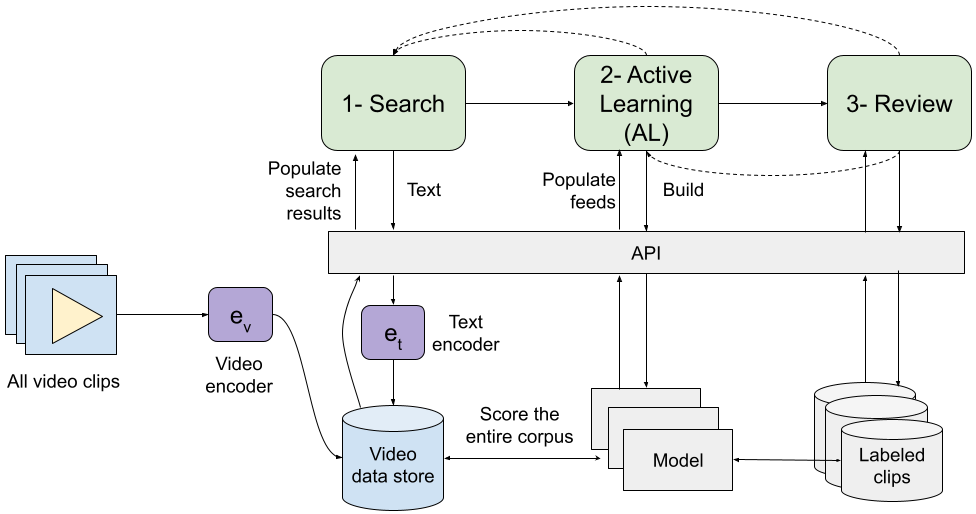 1- Search
2- Active
Learning
(AL)
3- Review
Populate
search
results
Text
Populate
feeds
Build
API
All video clips
e_v
Video
encoder
e_t
Text
encoder
Video
data store
Score the
entire corpus
Model
Labeled
clips